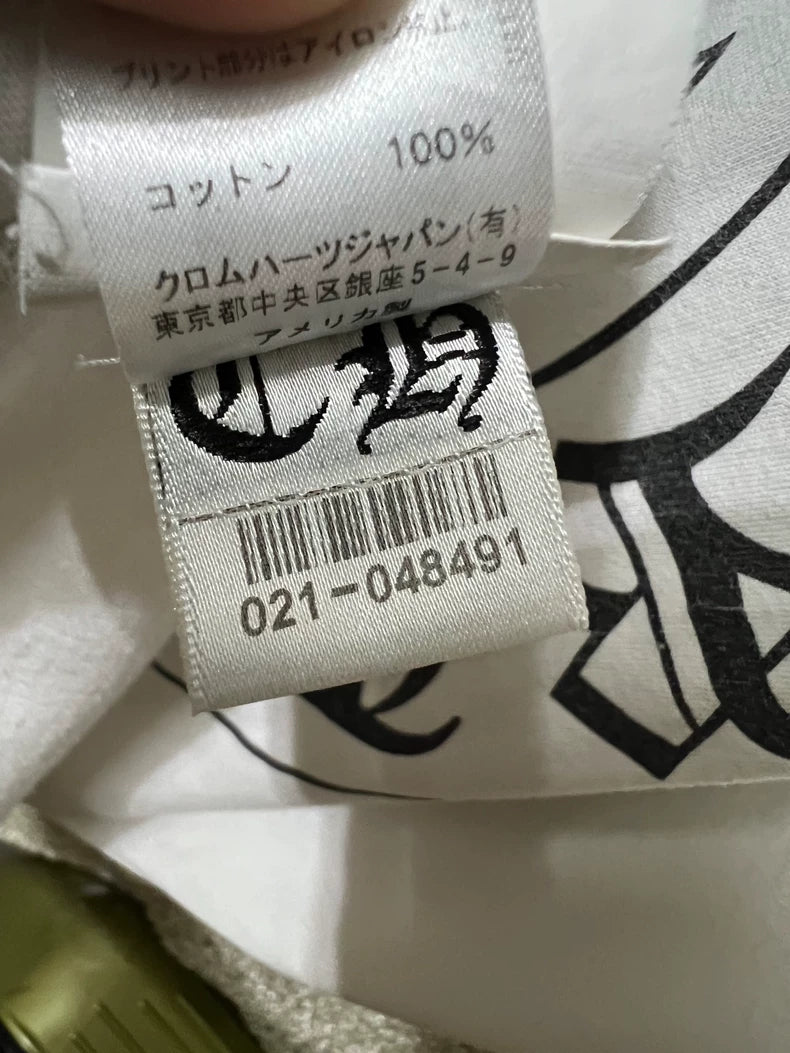 プリント部分はアイロン禁止。
コットン 100%
クロムハーツジャパン(有)
東京都中央区銀座5-4-9
アメリカ製
CH
021-048491